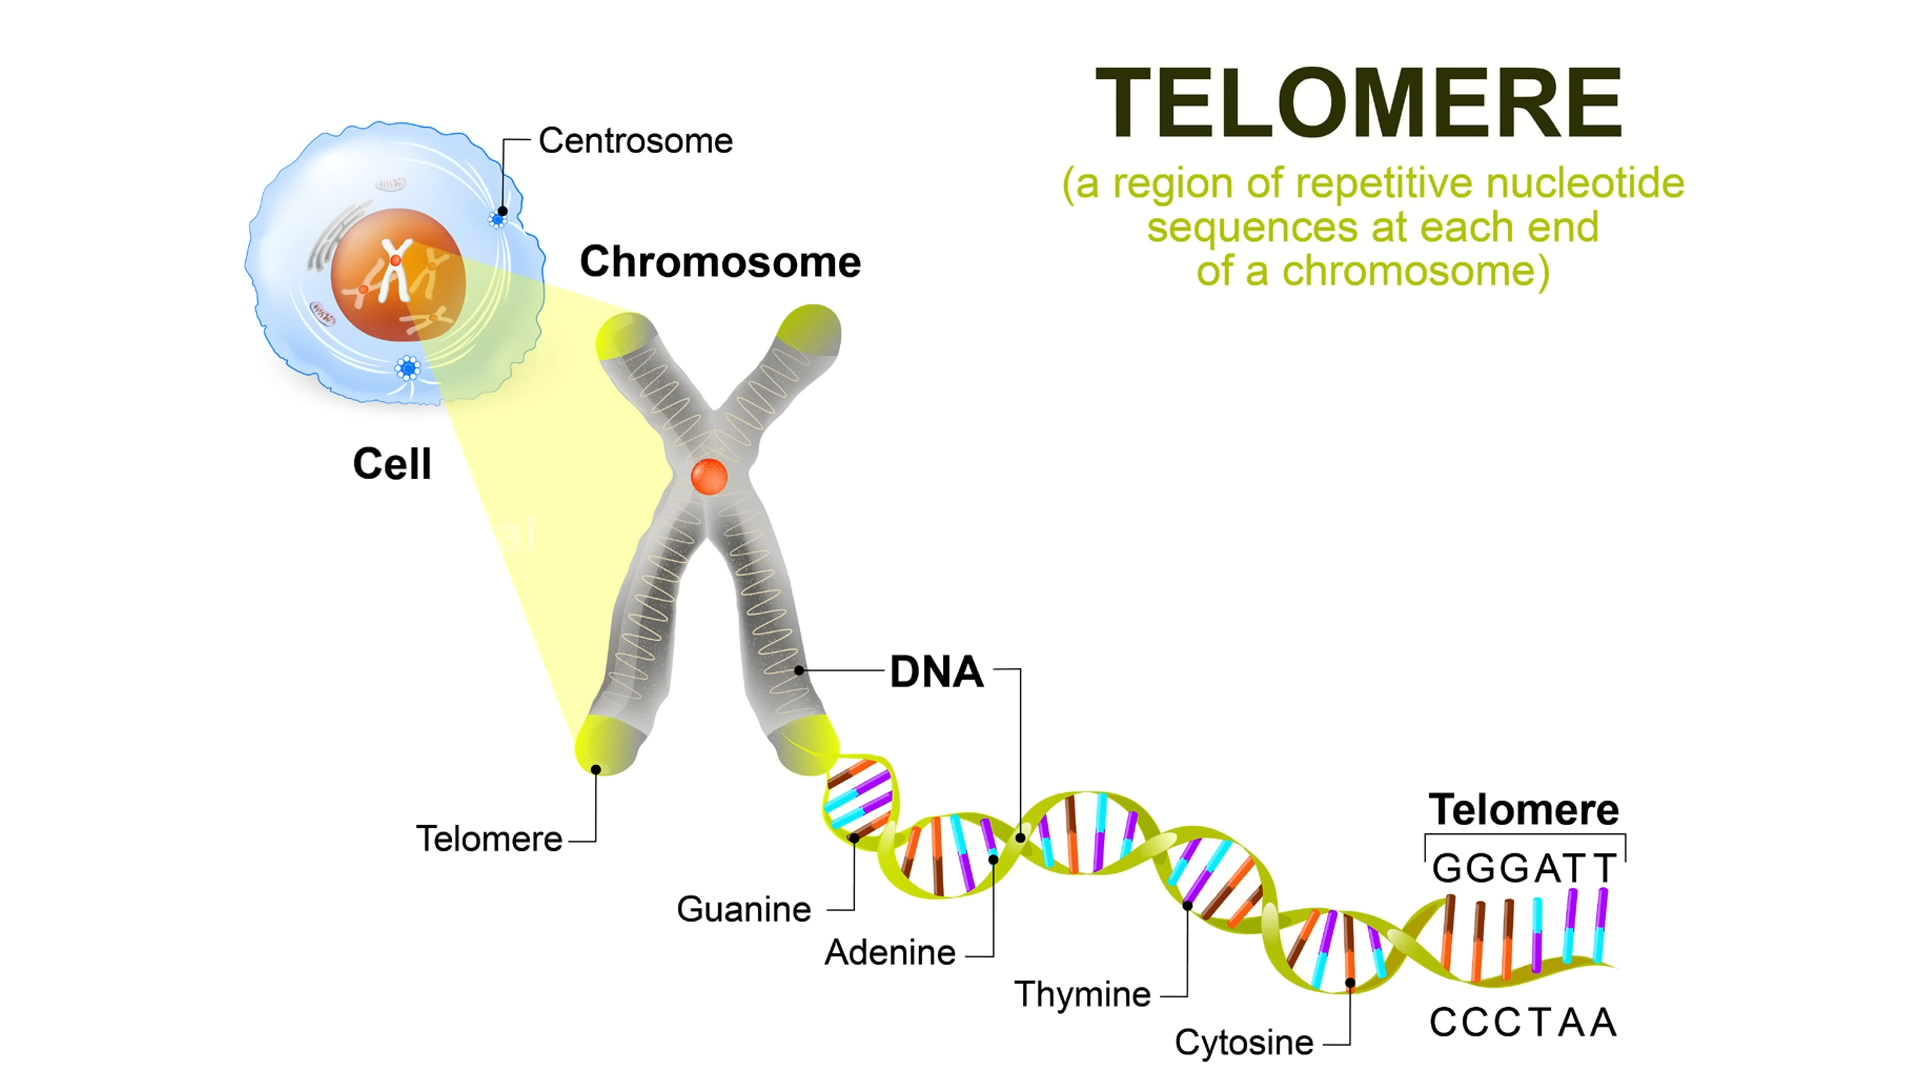 TELOMERE
(a region of repetitive nucleotide
sequences at each end
of a chromosome)
Centrosome
Chromosome
Cell
al
DNA
Telomere
Guanine
Adenine
Thymine
Cytosine
Telomere
GGGATT
CCCTAA